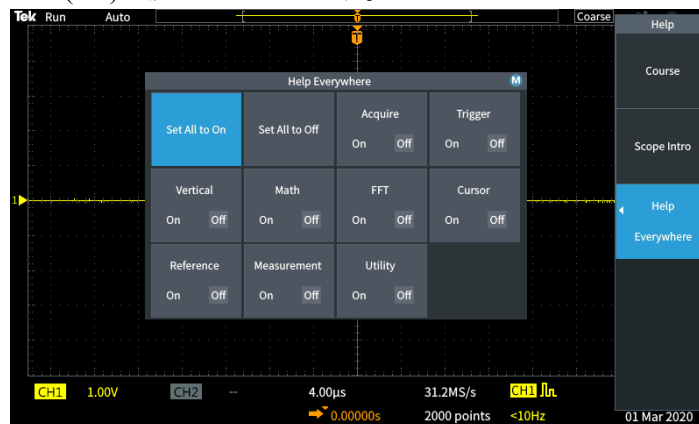 Tek Run Auto Coarse
Help
Help Everywhere M
Set All to On
Set All to Off
Acquire
On Off
Trigger
On Off
Course
Scope Intro
Vertical
On Off
Math
On Off
FFT
On Off
Cursor
On Off
Help
Everywhere
Reference
On Off
Measurement
On Off
Utility
On Off
T
1
CH1 1.00V CH2 -- 4.00µs 31.2MS/s CH1
0.00000s 2000 points <10Hz 01 Mar 2020